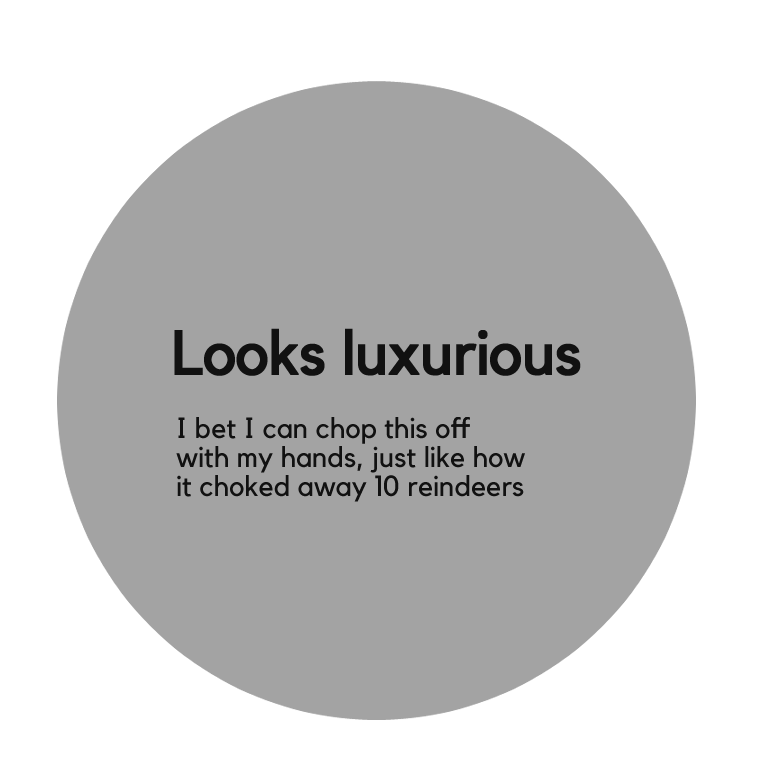 Looks luxurious
I bet I can chop this off
with my hands, just like how
it choked away 10 reindeers